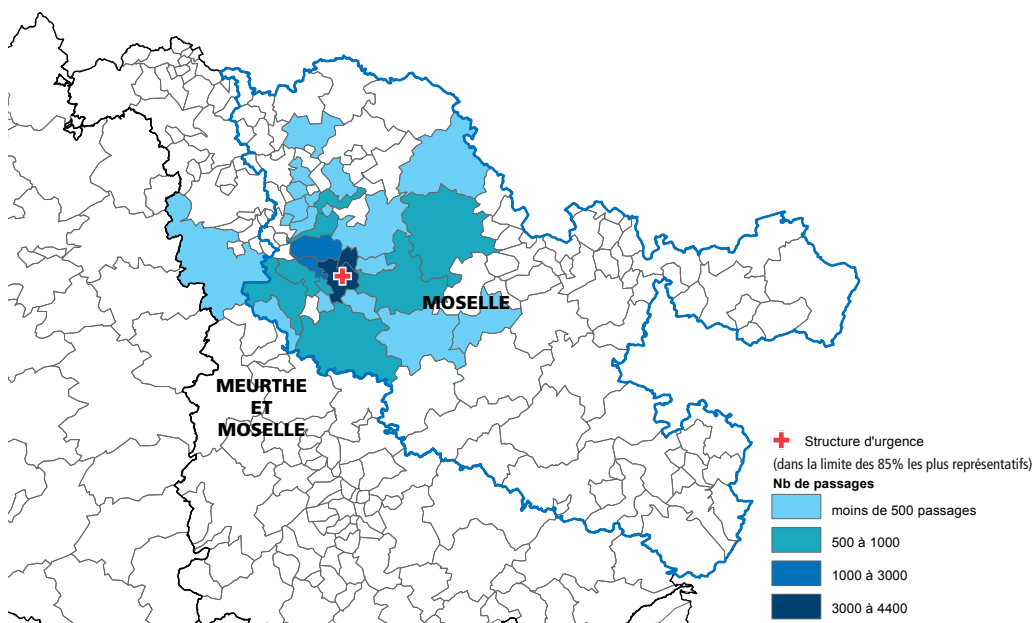 MOSELLE
MEURTHE
ET
MOSELLE
Structure d'urgence
(dans la limite des 85% les plus représentatifs)
Nb de passages
moins de 500 passages
500 à 1000
1000 à 3000
3000 à 4400